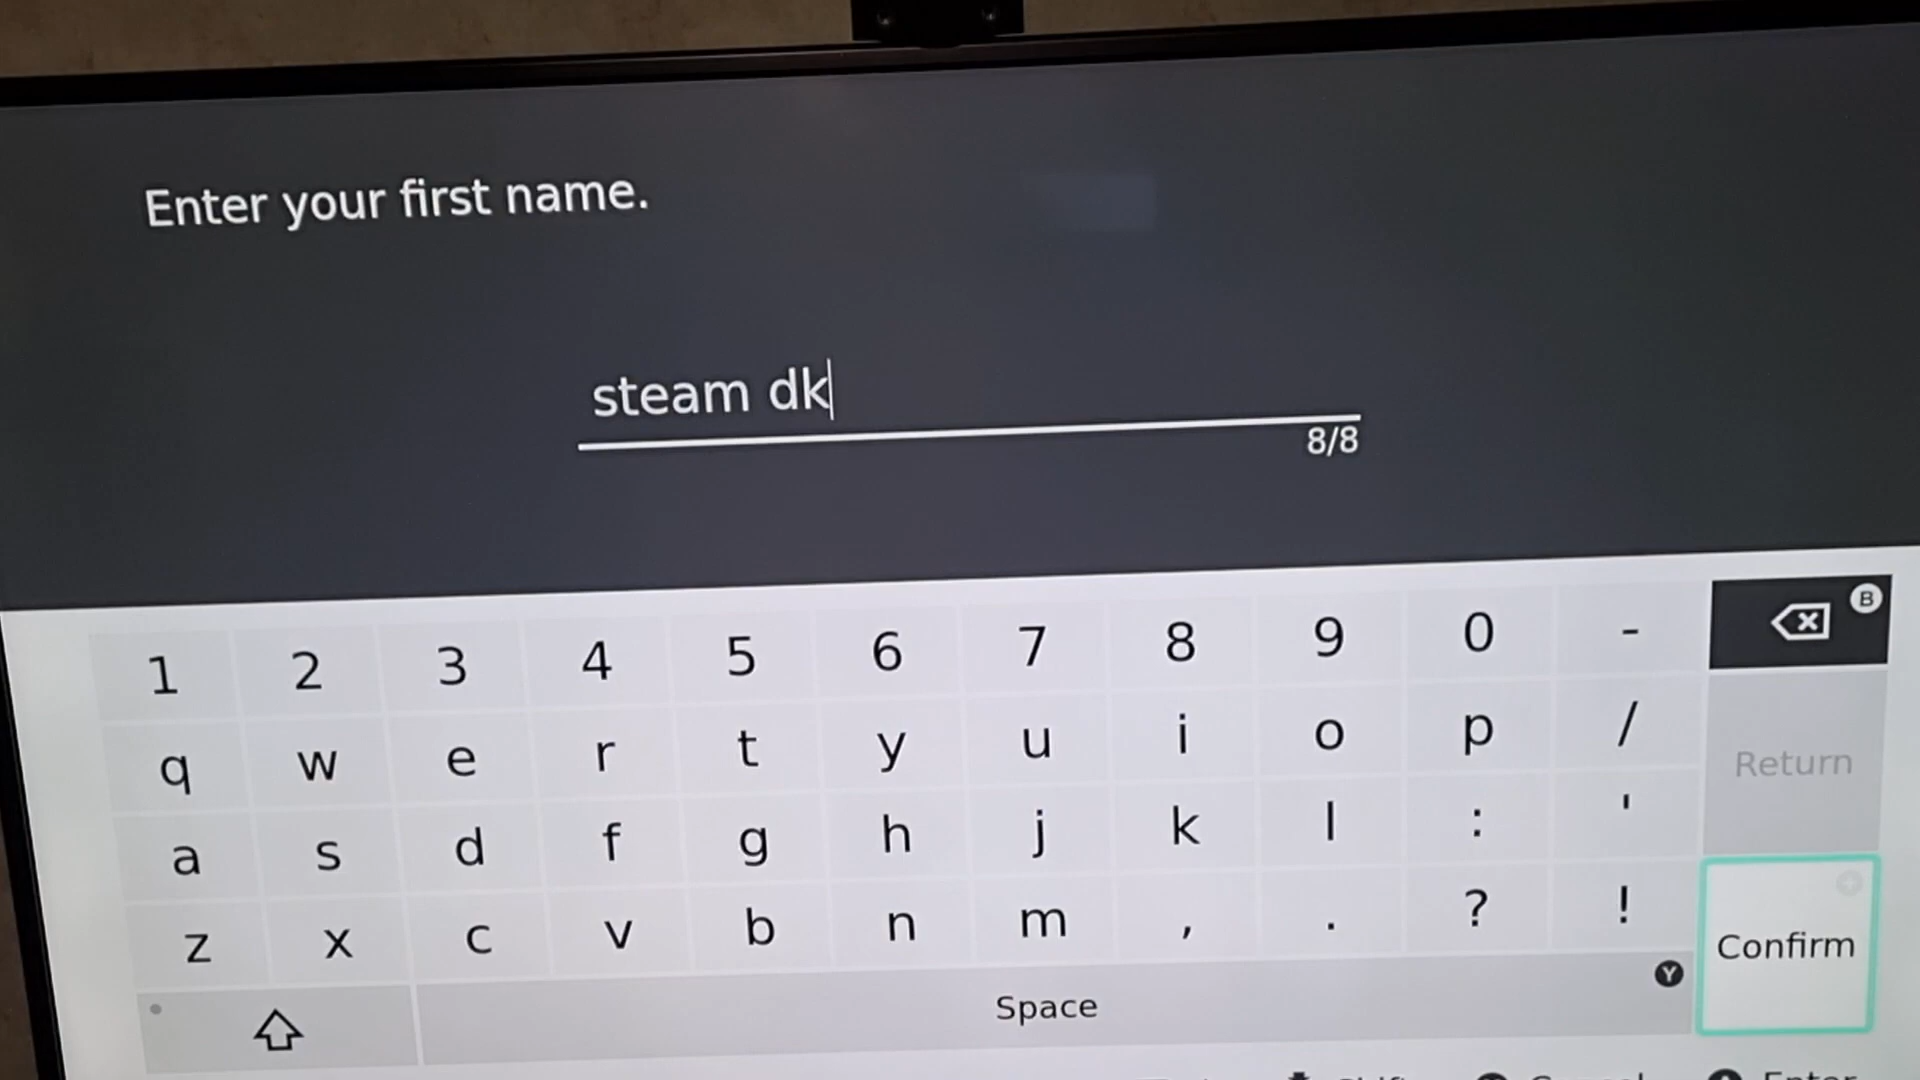 Enter your first name.
steam dk
8/8
1 2 3 4 5 6 7 8 9 0 - B
q w e r t y u i o p / Return
a s d f g h j k l : '
z x c v b n m , . ? ! Confirm
Space Y